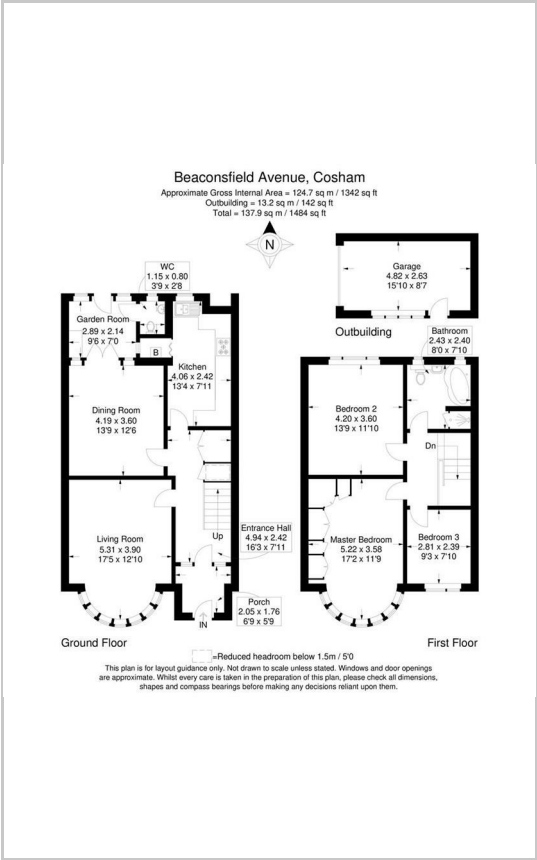 Beaconsfield Avenue, Cosham
Approximate Gross Internal Area = 124.7 sq m / 1342 sq ft
Outbuilding = 13.2 sq m / 142 sq ft
Total = 137.9 sq m / 1484 sq ft
N
WC
1.15 x 0.80
3'9 x 2'8
Garden Room
2.89 x 2.14
9'6 x 7'0
B
Kitchen
4.06 x 2.42
13'4 x 7'11
Dining Room
4.19 x 3.60
13'9 x 12'6
Living Room
5.31 x 3.90
17'5 x 12'10
Up
Entrance Hall
4.94 x 2.42
16'3 x 7'11
Porch
2.05 x 1.76
6'9 x 5'9
IN
Ground Floor
Garage
4.82 x 2.63
15'10 x 8'7
Outbuilding
Bathroom
2.43 x 2.40
8'0 x 7'10
Bedroom 2
4.20 x 3.60
13'9 x 11'10
Dn
Master Bedroom
5.22 x 3.58
17'2 x 11'9
Bedroom 3
2.81 x 2.39
9'3 x 7'10
First Floor
=Reduced headroom below 1.5m / 5'0
This plan is for layout guidance only. Not drawn to scale unless stated. Windows and door openings
are approximate. Whilst every care is taken in the preparation of this plan, please check all dimensions,
shapes and compass bearings before making any decisions reliant upon them.